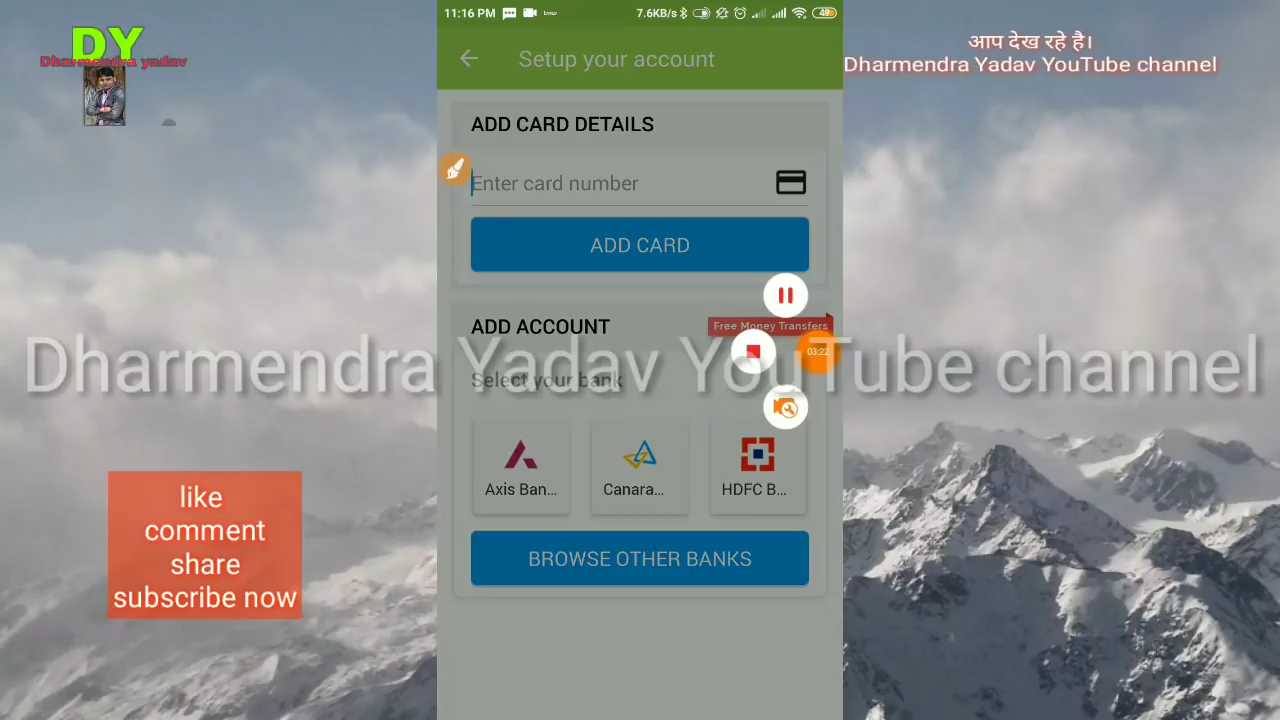 DY
Dharmendra yadav
11:16 PM
7.6KB/s
49
Setup your account
आप देख रहे है।
Dharmendra Yadav YouTube channel
ADD CARD DETAILS
Enter card number
ADD CARD
ADD ACCOUNT
Free Money Transfers
03:22
Dharmendra Yadav YouTube channel
Select your bank
Axis Ban...
Canara...
HDFC B...
BROWSE OTHER BANKS
like
comment
share
subscribe now